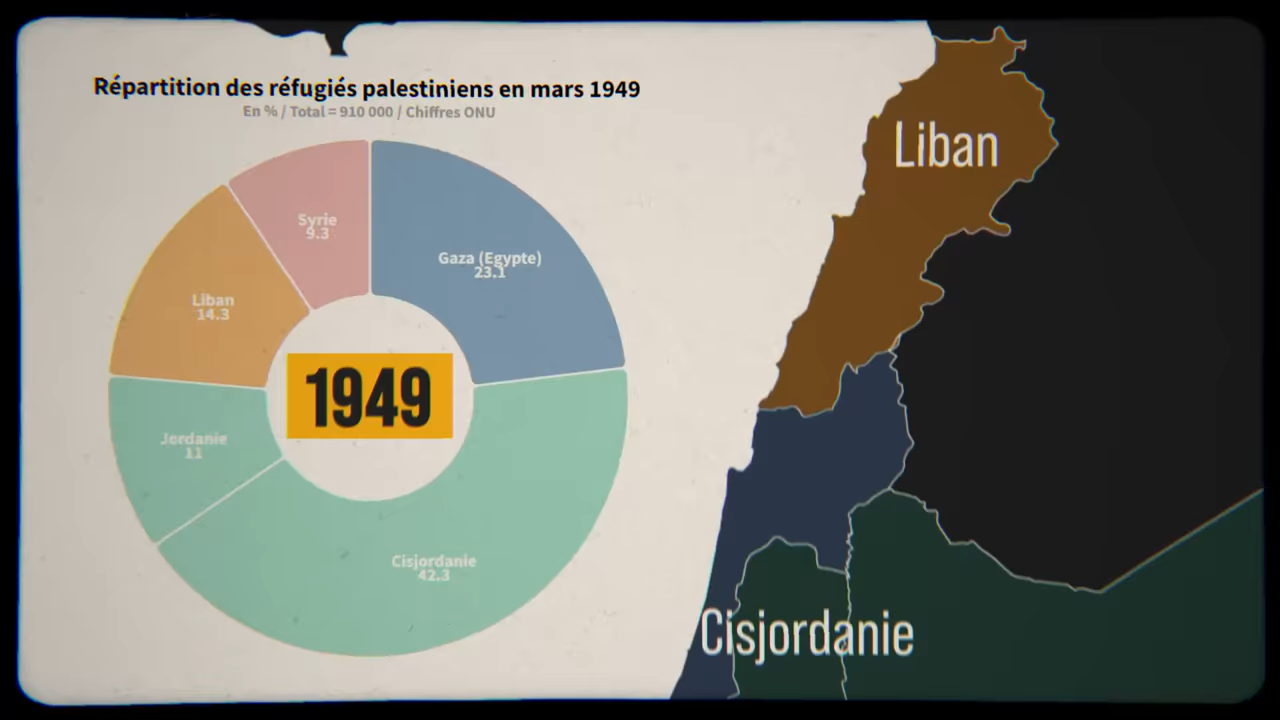 Répartition des réfugiés palestiniens en mars 1949
En % / Total = 910 000 / Chiffres ONU
Syrie
9.3
Gaza (Egypte)
23.1
Liban
14.3
1949
Jordanie
11
Cisjordanie
42.3
Liban
Cisjordanie